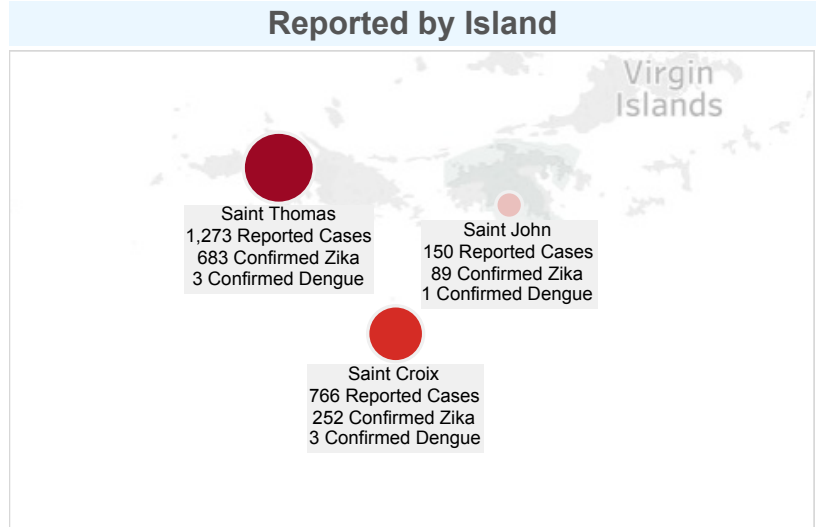 Reported by Island
Virgin
Islands
Saint Thomas
1,273 Reported Cases
683 Confirmed Zika
3 Confirmed Dengue
Saint John
150 Reported Cases
89 Confirmed Zika
1 Confirmed Dengue
Saint Croix
766 Reported Cases
252 Confirmed Zika
3 Confirmed Dengue